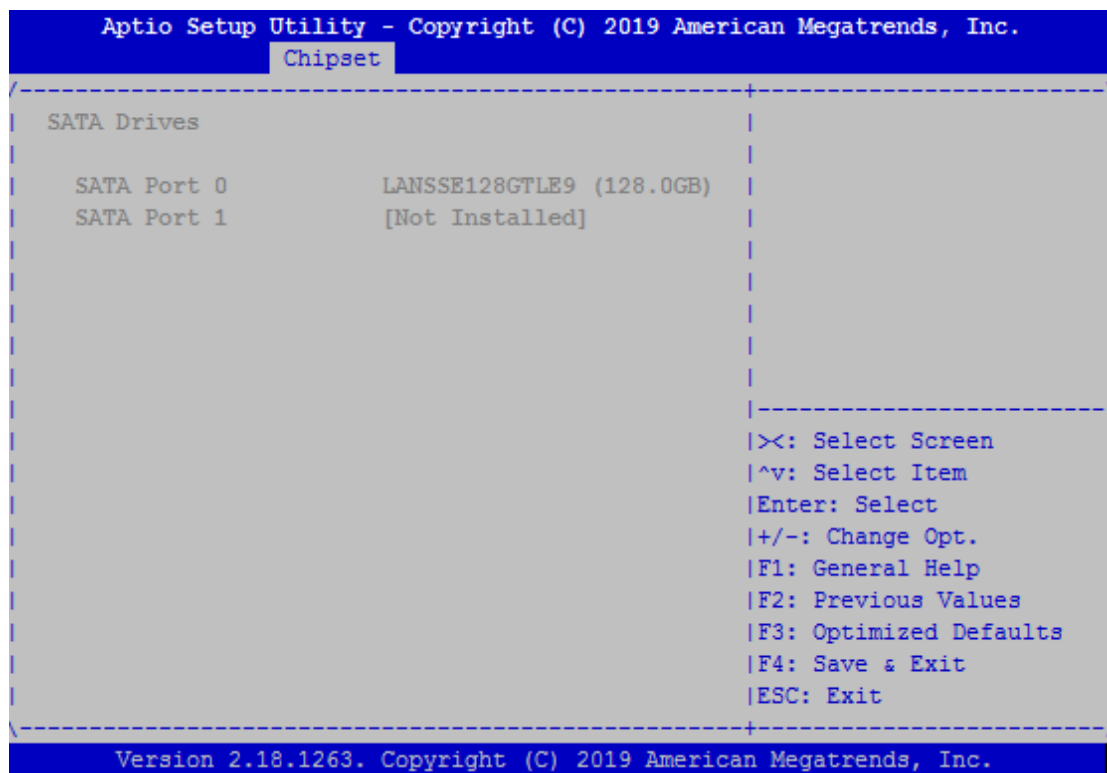 Aptio Setup Utility - Copyright (C) 2019 American Megatrends, Inc.
Chipset
SATA Drives
SATA Port 0 LANSSE128GTLE9 (128.0GB)
SATA Port 1 [Not Installed]
><: Select Screen
^v: Select Item
Enter: Select
+/-: Change Opt.
F1: General Help
F2: Previous Values
F3: Optimized Defaults
F4: Save & Exit
ESC: Exit
Version 2.18.1263. Copyright (C) 2019 American Megatrends, Inc.